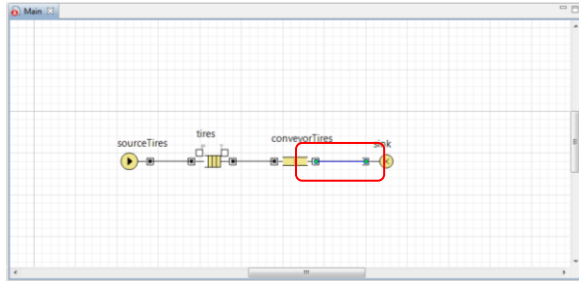 Main
tires
sourceTires
conveyorTires
sink